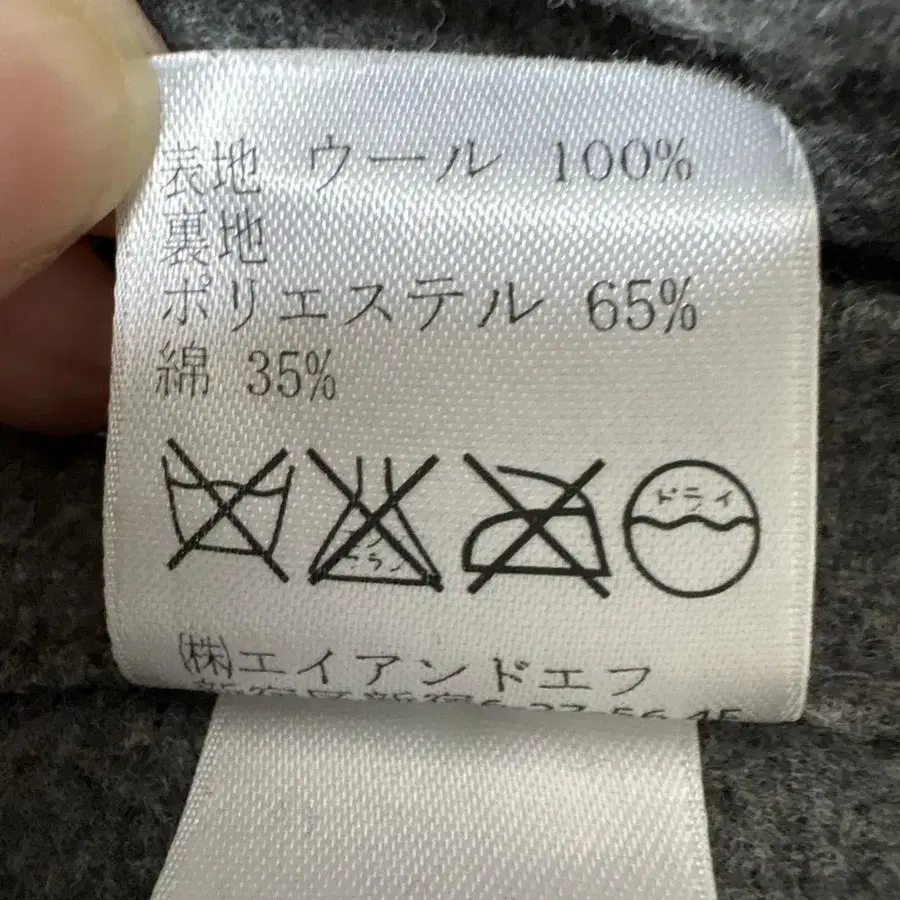 表地 ウール 100%
裏地
ポリエステル 65%
綿 35%
ドライ
㈱エイアンドエフ